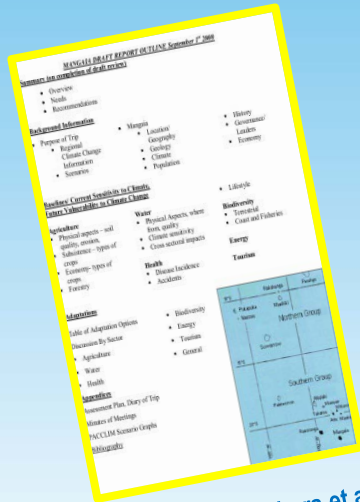 MANGAIA DRAFT REPORT OUTLINE September 1st 2000
Summary (on completion of draft review)
• Overview
• Needs
• Recommendations
Background Information
• Purpose of Trip
• Regional
Climate Change
Information
• Scenarios
• Mangaia
• Location/
Geography
• Geology
• Climate
• Population
• History
• Governance/
Leaders
• Economy
Baselines/ Current Sensitivity to Climate,
Future Vulnerability to Climate Change
Agriculture
• Physical aspects – soil
quality, erosion,
• Subsistence – types of
crops
• Economy- types of
crops
• Forestry
Water
• Physical Aspects, where
from, quality
• Climate sensitivity
• Cross sectoral impacts
Health
• Disease Incidence
• Accidents
• Lifestyle
Biodiversity
• Terrestrial
• Coast and Fisheries
Energy
Tourism
Adaptations
Table of Adaptation Options
Discussion By Sector
• Agriculture
• Water
• Health
• Biodiversity
• Energy
• Tourism
• General
Appendices
Assessment Plan, Diary of Trip
Minutes of Meetings
PACCLIM Scenario Graphs
Bibliography
Northern Group
Southern Group
et a